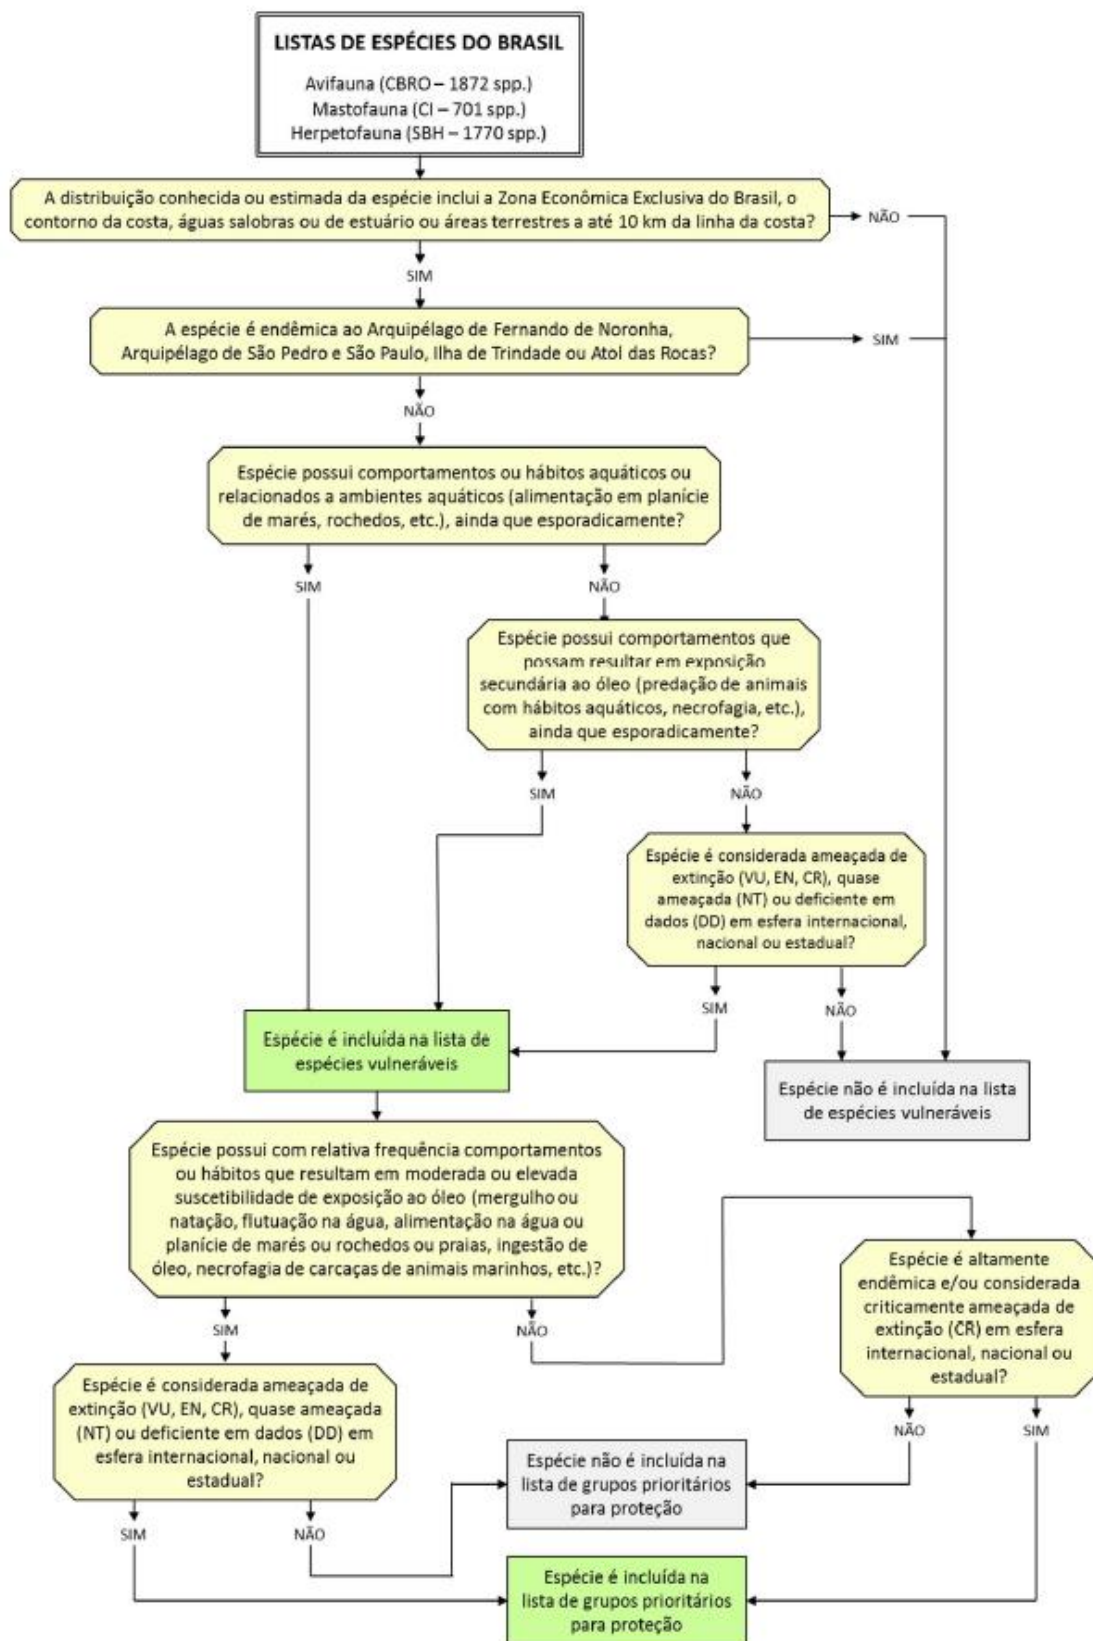 LISTAS DE ESPÉCIES DO BRASIL
Avifauna (CBRO – 1872 spp.)
Mastofauna (CI – 701 spp.)
Herpetofauna (SBH – 1770 spp.)
A distribuição conhecida ou estimada da espécie inclui a Zona Econômica Exclusiva do Brasil, o
contorno da costa, águas salobras ou de estuário ou áreas terrestres a até 10 km da linha da costa?
NÃO
SIM
A espécie é endêmica ao Arquipélago de Fernando de Noronha,
Arquipélago de São Pedro e São Paulo, Ilha de Trindade ou Atol das Rocas?
SIM
NÃO
Espécie possui comportamentos ou hábitos aquáticos ou
relacionados a ambientes aquáticos (alimentação em planície
de marés, rochedos, etc.), ainda que esporadicamente?
SIM
NÃO
Espécie possui comportamentos que
possam resultar em exposição
secundária ao óleo (predação de animais
com hábitos aquáticos, necrofagia, etc.),
ainda que esporadicamente?
SIM
NÃO
Espécie é considerada ameaçada de
extinção (VU, EN, CR), quase
ameaçada (NT) ou deficiente em
dados (DD) em esfera internacional,
nacional ou estadual?
SIM
NÃO
Espécie é incluída na lista de
espécies vulneráveis
Espécie não é incluída na lista
de espécies vulneráveis
Espécie possui com relativa frequência comportamentos
ou hábitos que resultam em moderada ou elevada
suscetibilidade de exposição ao óleo (mergulho ou
natação, flutuação na água, alimentação na água ou
planície de marés ou rochedos ou praias, ingestão de
óleo, necrofagia de carcaças de animais marinhos, etc.)?
SIM
NÃO
Espécie é altamente
endêmica e/ou considerada
criticamente ameaçada de
extinção (CR) em esfera
internacional, nacional ou
estadual?
NÃO
SIM
Espécie é considerada ameaçada de
extinção (VU, EN, CR), quase ameaçada
(NT) ou deficiente em dados (DD) em
esfera internacional, nacional ou
estadual?
SIM
NÃO
Espécie não é incluída na
lista de grupos prioritários
para proteção
Espécie é incluída na
lista de grupos prioritários
para proteção